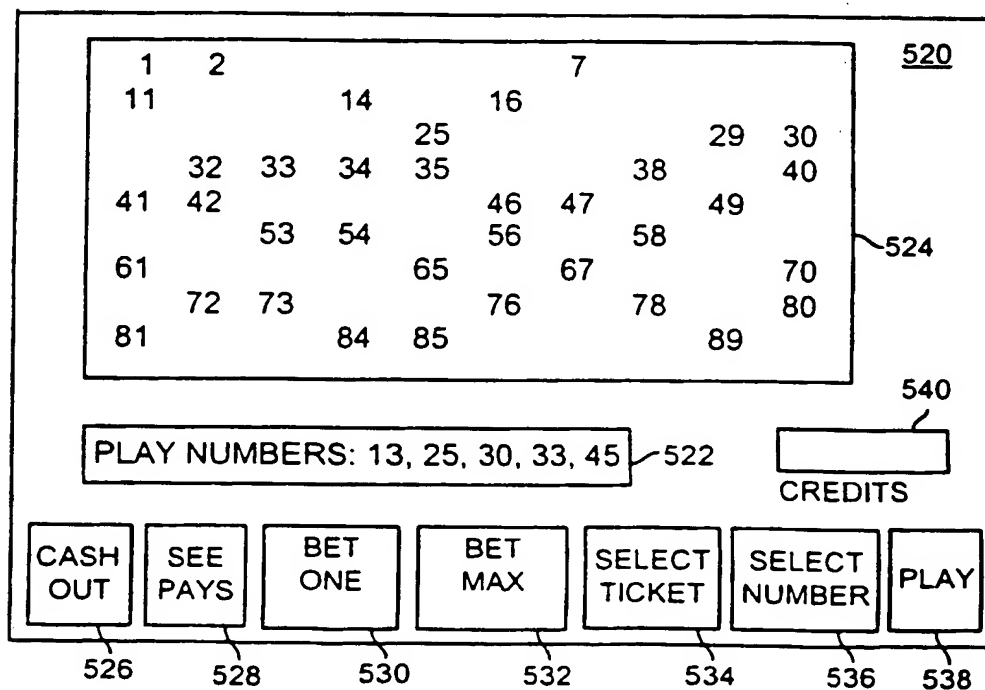 520
1 2 7
11 14 16
25 29 30
32 33 34 35 38 40
41 42 46 47 49
53 54 56 58
524
61 65 67 70
72 73 76 78 80
81 84 85 89
540
PLAY NUMBERS: 13, 25, 30, 33, 45
522
CREDITS
CASH OUT
SEE PAYS
BET ONE
BET MAX
SELECT TICKET
SELECT NUMBER
PLAY
526 528 530 532 534 536 538